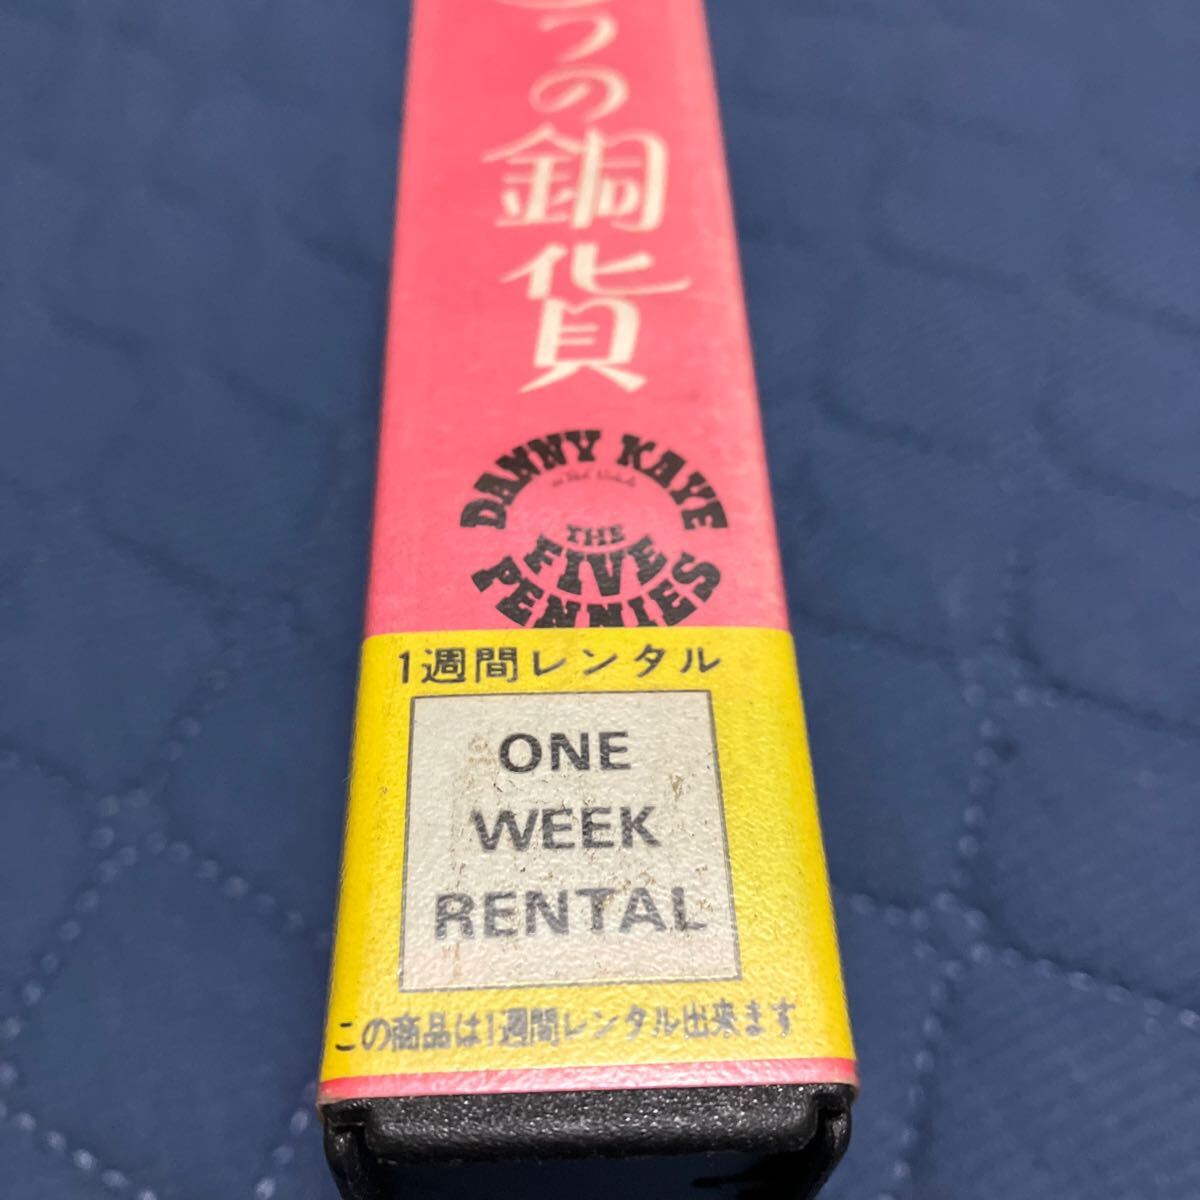 つの銅貨
DANNY KAYE
THE
FIVE
PENNIES
1週間レンタル
ONE
WEEK
RENTAL
この商品は1週間レンタル出来ます